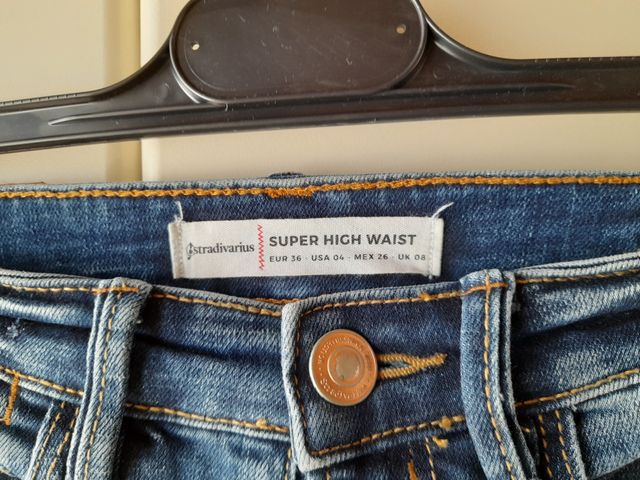 stradivarius
SUPER HIGH WAIST
EUR 36 - USA 04 - MEX 26 - UK 08